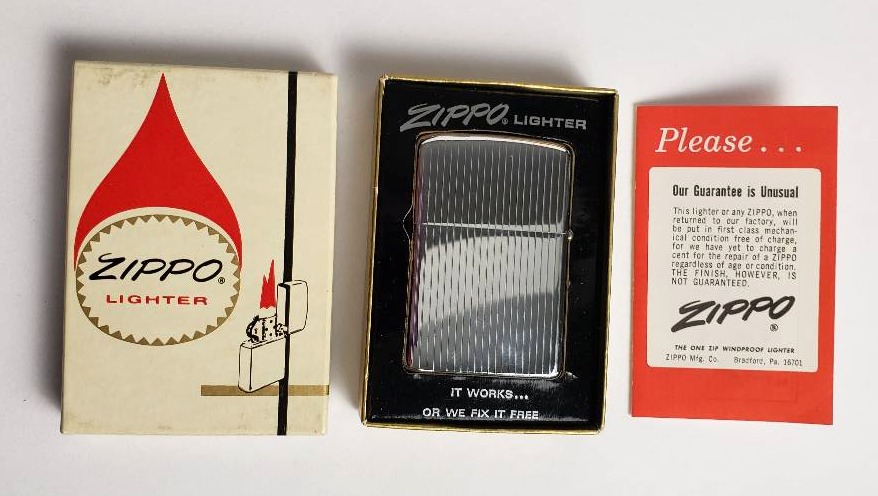 ZIPPO®
LIGHTER
ZIPPO® LIGHTER
IT WORKS...
OR WE FIX IT FREE
Please...
Our Guarantee is Unusual
This lighter or any ZIPPO, when
returned to our factory, will
be put in first class mechan-
ical condition free of charge,
for we have yet to charge a
cent for the repair of a ZIPPO
regardless of age or condition.
THE FINISH, HOWEVER, IS
NOT GUARANTEED.
ZIPPO®
THE ONE ZIP WINDPROOF LIGHTER
ZIPPO Mfg. Co. Bradford, Pa. 16701